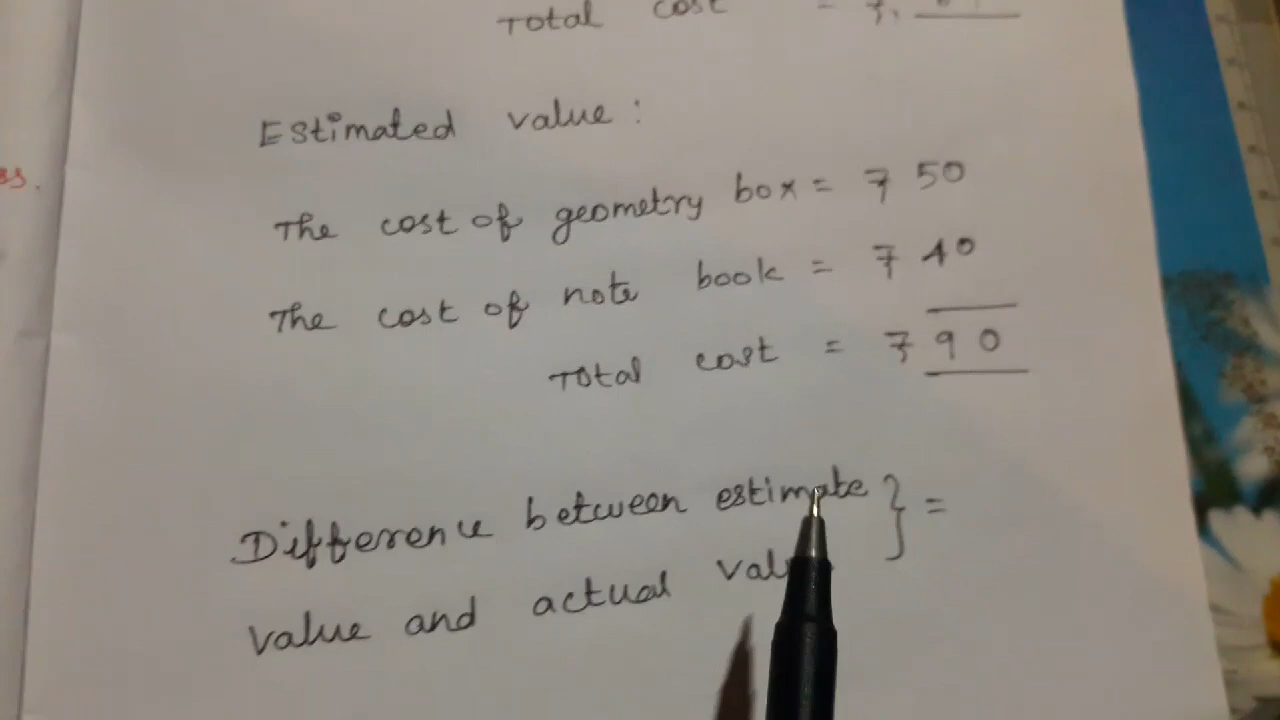 Total cost =
Estimated value :
The cost of geometry box = ₹ 50
The cost of note book = ₹ 40
Total cost = ₹ 90
Difference between estimate } =
value and actual